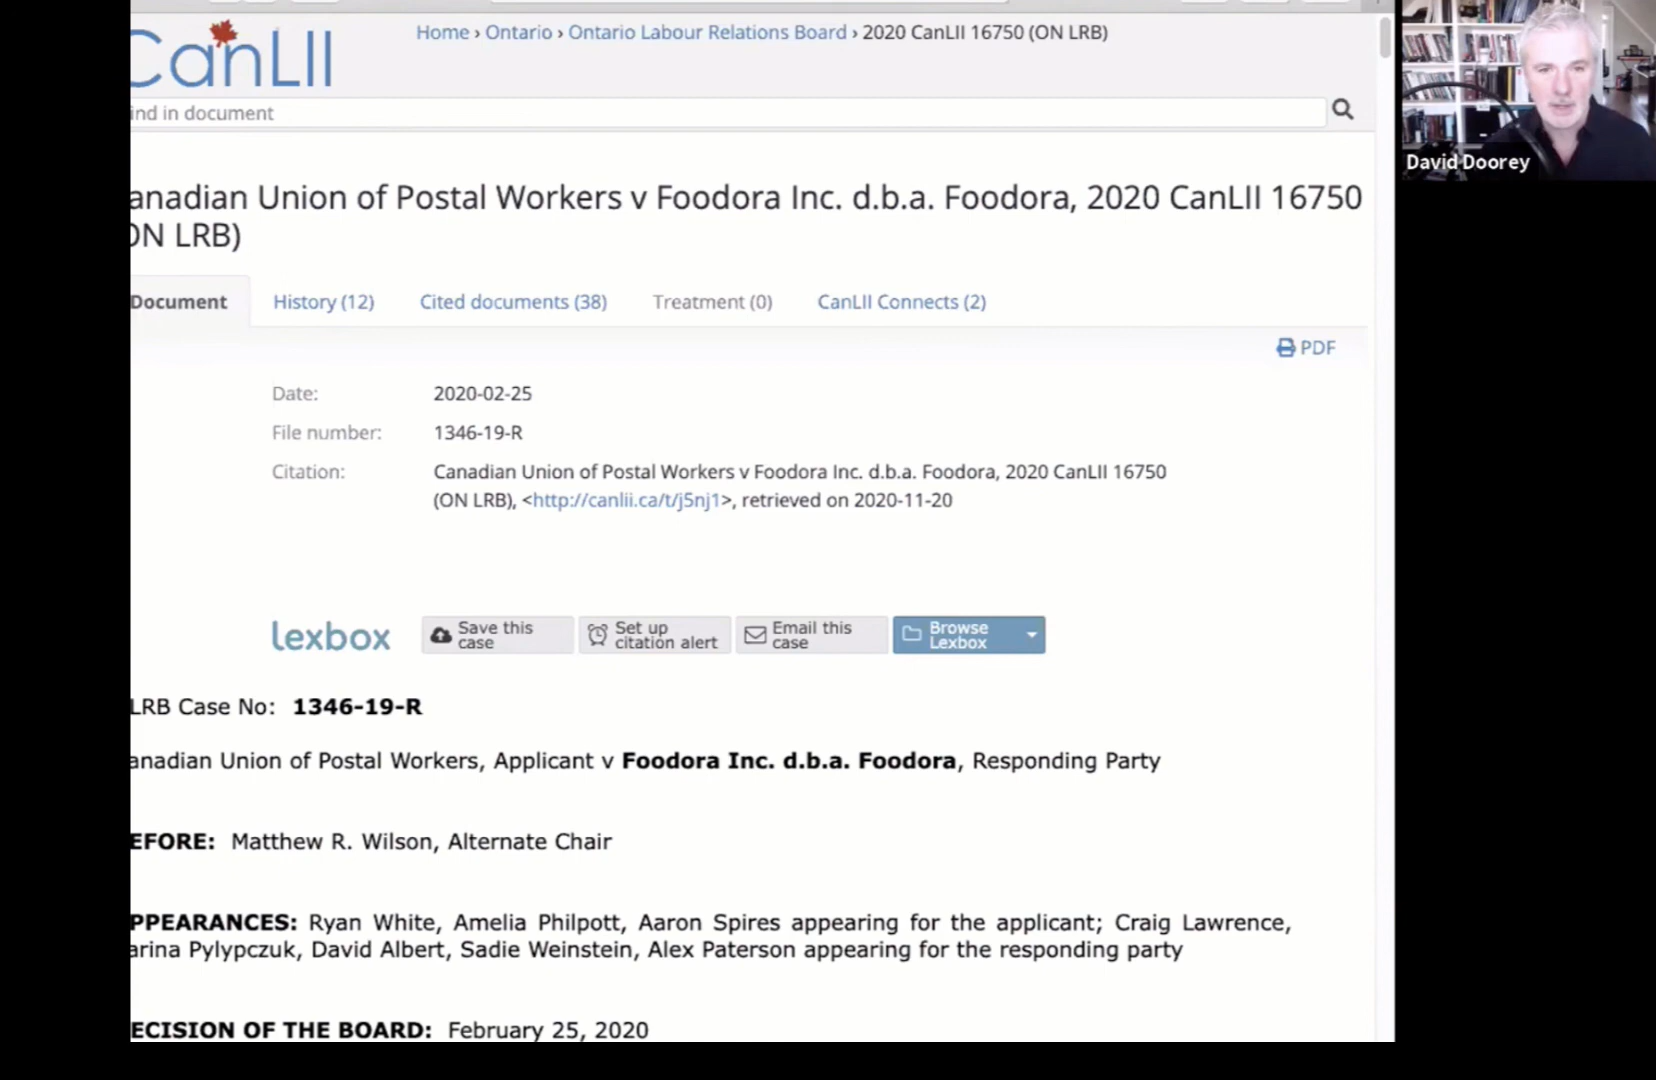 CanLII
Home › Ontario › Ontario Labour Relations Board › 2020 CanLII 16750 (ON LRB)
ind in document
David Doorey
anadian Union of Postal Workers v Foodora Inc. d.b.a. Foodora, 2020 CanLII 16750
ON LRB)
Document History (12) Cited documents (38) Treatment (0) CanLII Connects (2)
PDF
Date: 2020-02-25
File number: 1346-19-R
Citation: Canadian Union of Postal Workers v Foodora Inc. d.b.a. Foodora, 2020 CanLII 16750
(ON LRB), <http://canlii.ca/t/j5nj1>, retrieved on 2020-11-20
lexbox
Save this
case
Set up
citation alert
Email this
case
Browse
Lexbox
LRB Case No: 1346-19-R
anadian Union of Postal Workers, Applicant v Foodora Inc. d.b.a. Foodora, Responding Party
EFORE: Matthew R. Wilson, Alternate Chair
PPEARANCES: Ryan White, Amelia Philpott, Aaron Spires appearing for the applicant; Craig Lawrence,
arina Pylypczuk, David Albert, Sadie Weinstein, Alex Paterson appearing for the responding party
ECISION OF THE BOARD: February 25, 2020